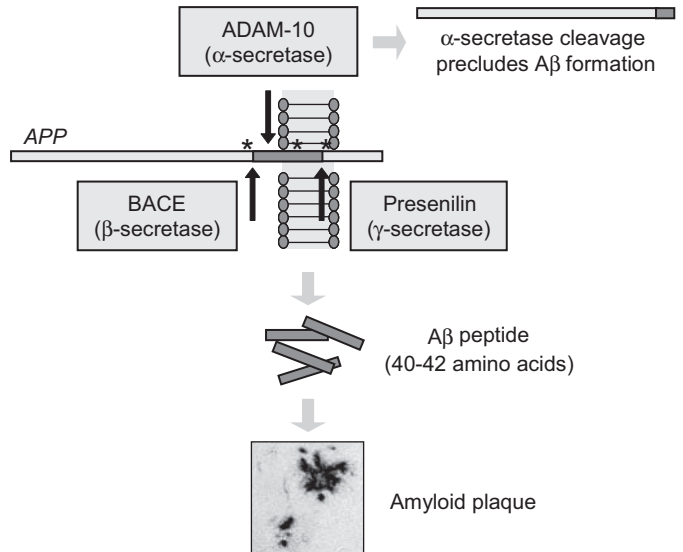 ADAM-10
(α-secretase)
α-secretase cleavage
precludes Aβ formation
APP
* * *
BACE
(β-secretase)
Presenilin
(γ-secretase)
Aβ peptide
(40-42 amino acids)
Amyloid plaque